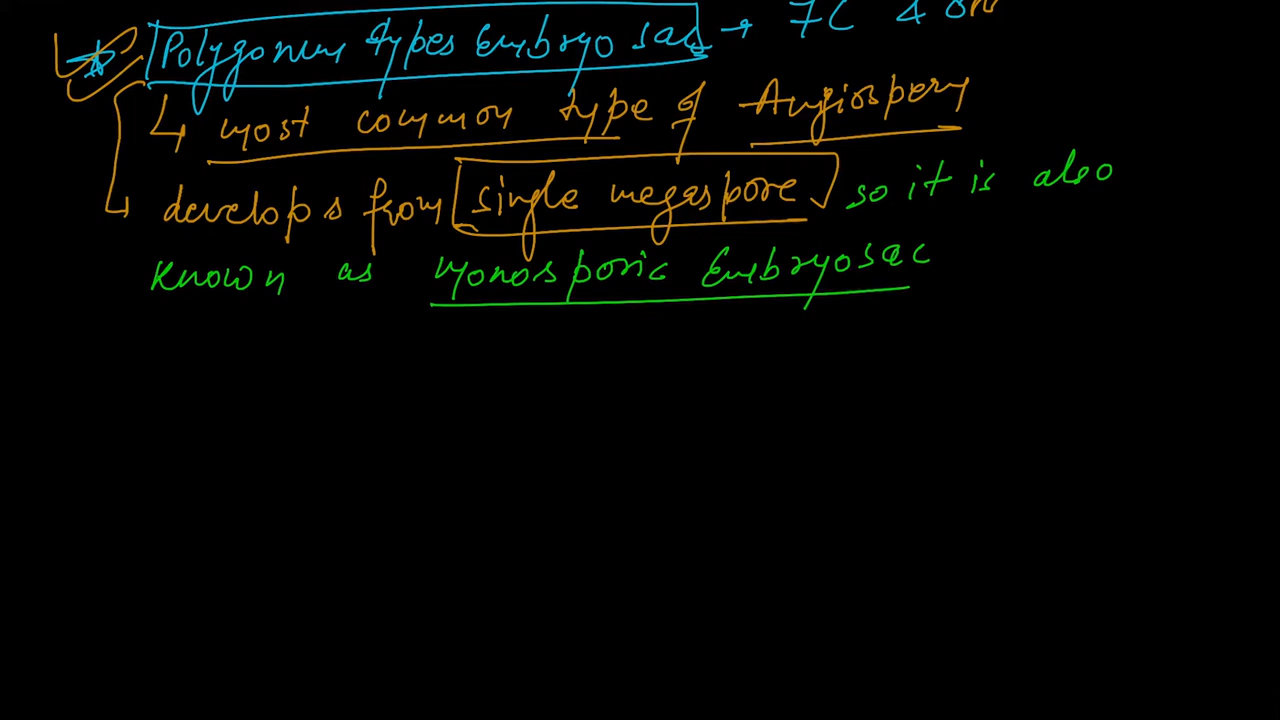 Polygonum types Embryo sac → 7C & 8n
↳ most common type of Angiosperm
↳ develops from single megaspore so it is also
known as monosporic Embryosac